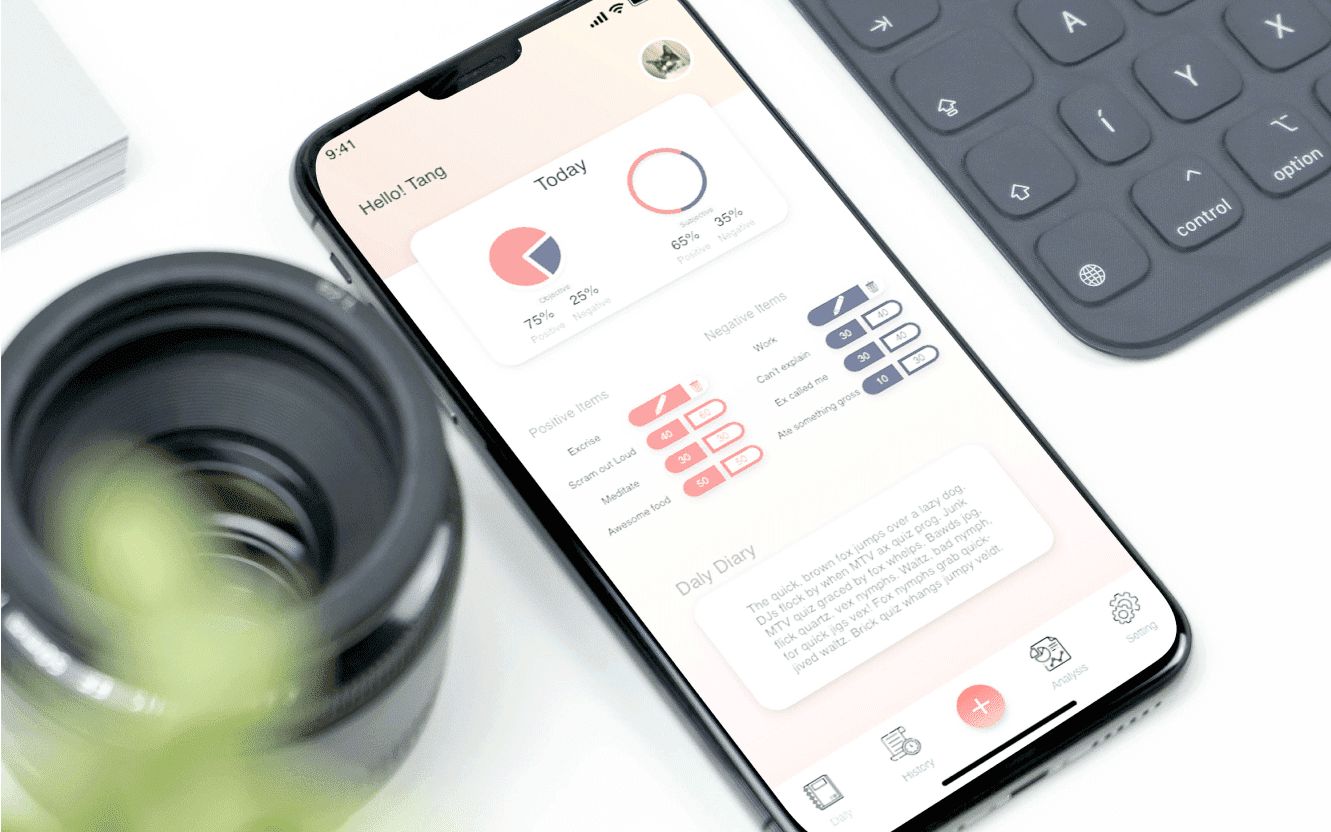 9:41
Hello! Tang
Today
Objective
75% 25%
Positive Negative
Subjective
65% 35%
Positive Negative
Positive Items
Excrise
Scram out Loud 40 60
Meditate 30 30
Awesome food 50 50
Negative Items
Work
Can't explain 30 40
Ex called me 30 40
Ate something gross 10 30
Daly Diary
The quick, brown fox jumps over a lazy dog.
DJs flock by when MTV ax quiz prog. Junk
MTV quiz graced by fox whelps. Bawds jog,
flick quartz, vex nymphs. Waltz, bad nymph,
for quick jigs vex! Fox nymphs grab quick-
jived waltz. Brick quiz whangs jumpy veldt.
Daly
History
+
Analysis
Setting
A
X
Y
Í
option
control